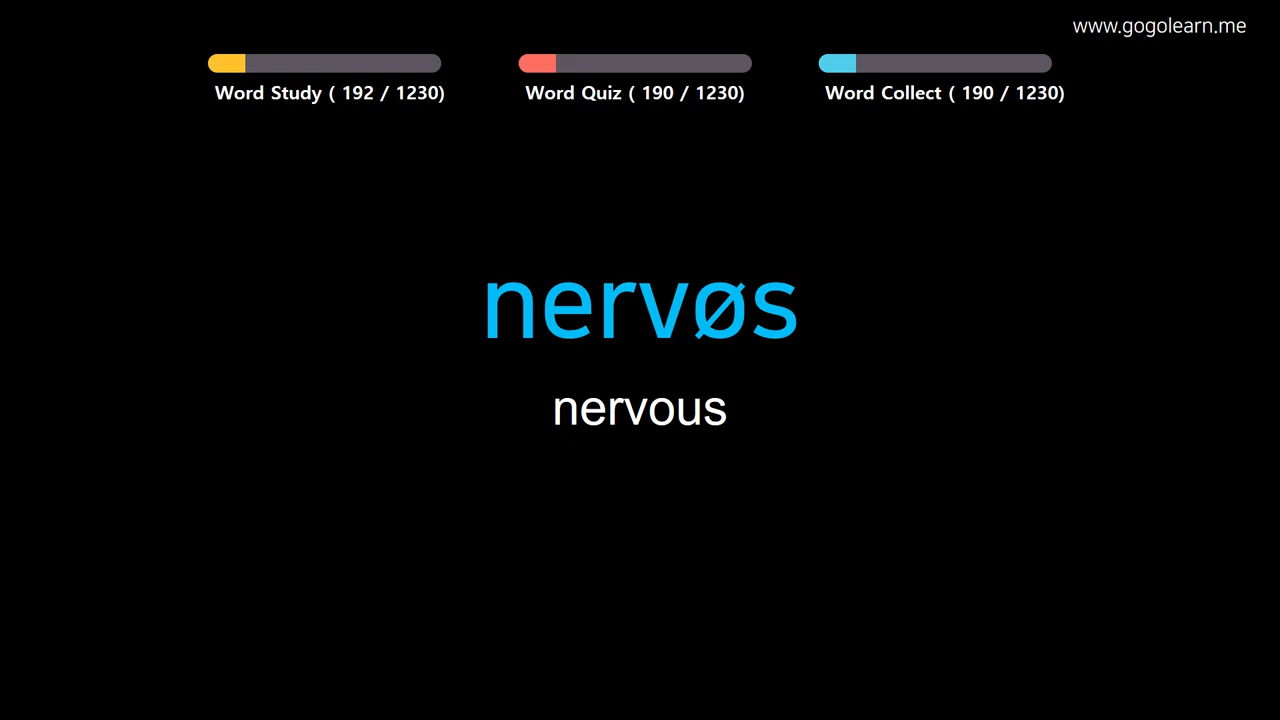 www.gogolearn.me
Word Study ( 192 / 1230)
Word Quiz ( 190 / 1230)
Word Collect ( 190 / 1230)
nervøs
nervous